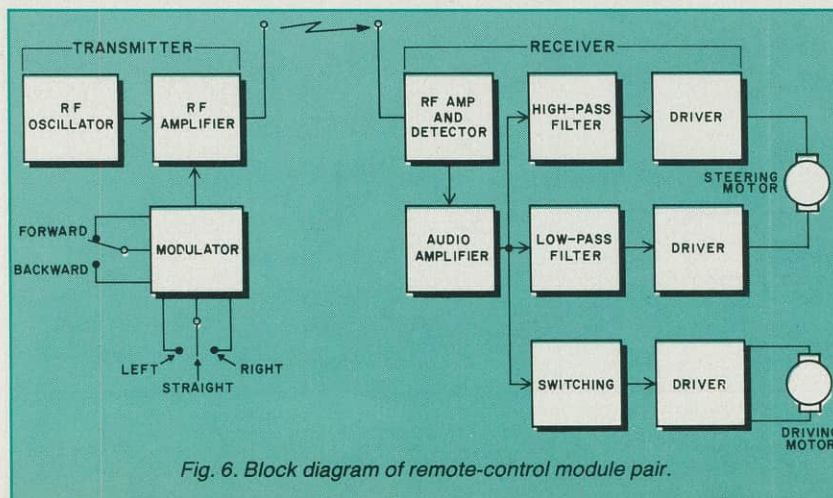 TRANSMITTER
RF
OSCILLATOR
RF
AMPLIFIER
MODULATOR
FORWARD
BACKWARD
LEFT
STRAIGHT
RIGHT
RECEIVER
RF AMP
AND
DETECTOR
HIGH-PASS
FILTER
DRIVER
STEERING
MOTOR
AUDIO
AMPLIFIER
LOW-PASS
FILTER
DRIVER
SWITCHING
DRIVER
DRIVING
MOTOR
Fig. 6. Block diagram of remote-control module pair.